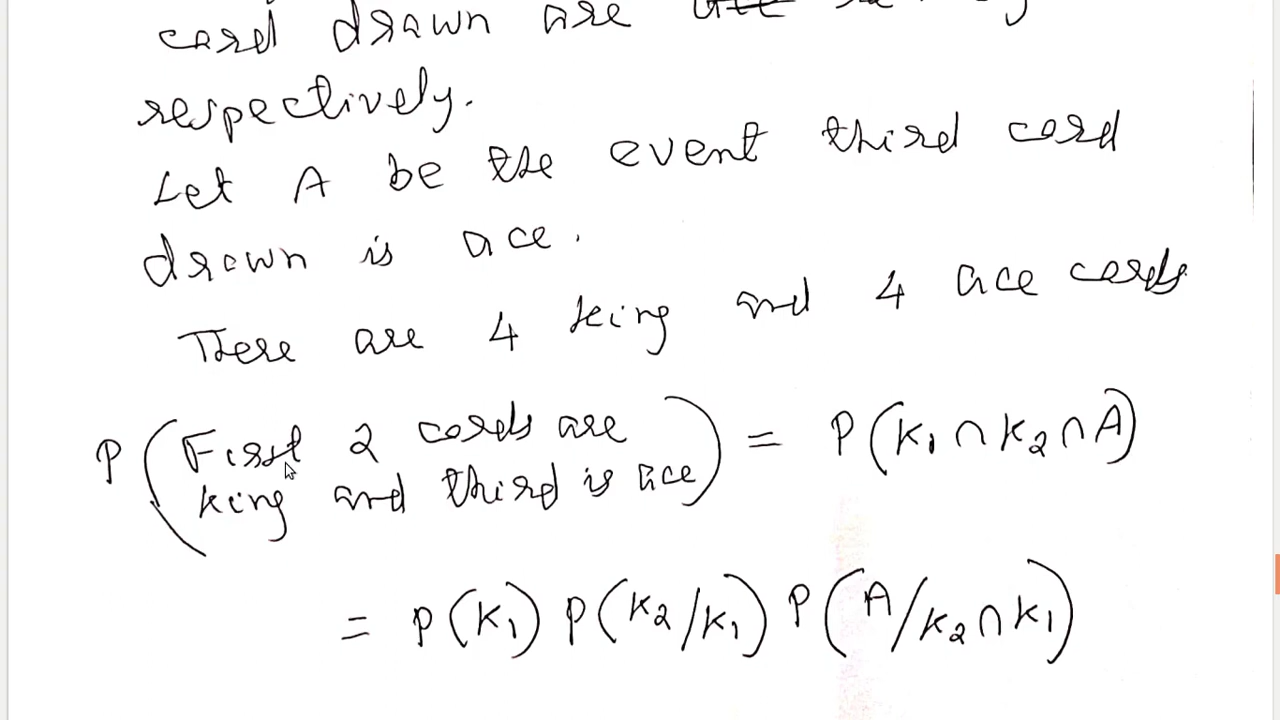 card drawn are
respectively.
Let A be the event third card
drawn is ace.
There are 4 king and 4 ace cards
P(First 2 cards are king and third is ace) = P(K₁∩K₂∩A)
= P(K₁) P(K₂/K₁) P(A/K₂∩K₁)